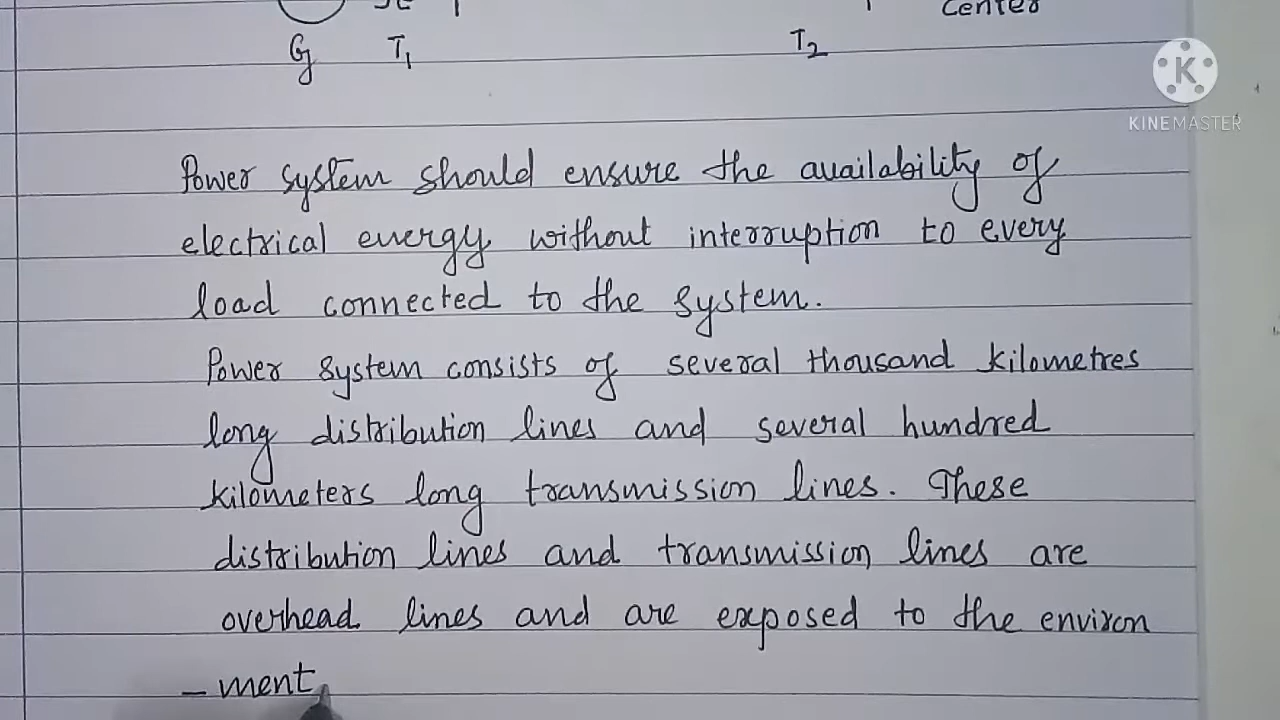 Center
G T1 T2
K
KINEMASTER
Power system should ensure the availability of
electrical energy without interruption to every
load connected to the system.
Power system consists of several thousand kilometres
long distribution lines and several hundred
kilometers long transmission lines. These
distribution lines and transmission lines are
overhead lines and are exposed to the environ
- ment